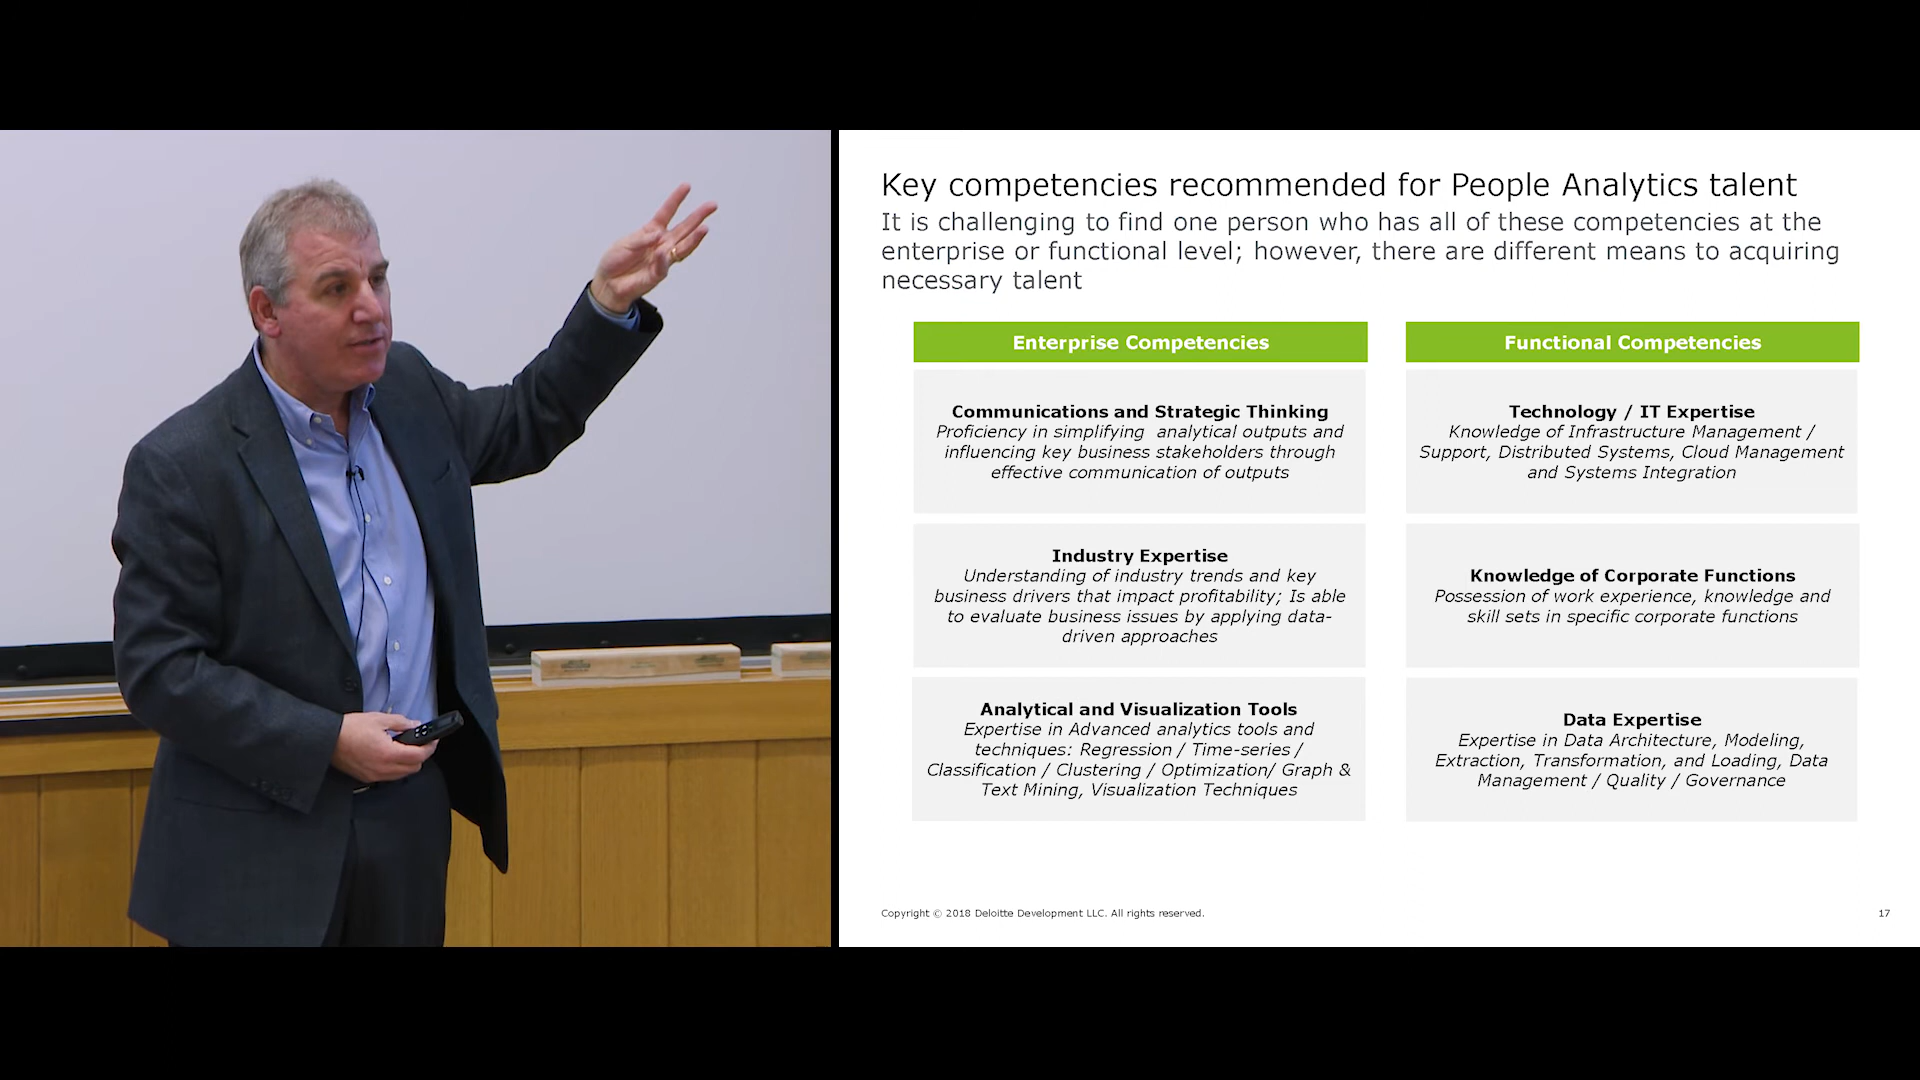 Key competencies recommended for People Analytics talent
It is challenging to find one person who has all of these competencies at the
enterprise or functional level; however, there are different means to acquiring
necessary talent
Enterprise Competencies
Communications and Strategic Thinking
Proficiency in simplifying analytical outputs and
influencing key business stakeholders through
effective communication of outputs
Industry Expertise
Understanding of industry trends and key
business drivers that impact profitability; Is able
to evaluate business issues by applying data-
driven approaches
Analytical and Visualization Tools
Expertise in Advanced analytics tools and
techniques: Regression / Time-series /
Classification / Clustering / Optimization/ Graph &
Text Mining, Visualization Techniques
Functional Competencies
Technology / IT Expertise
Knowledge of Infrastructure Management /
Support, Distributed Systems, Cloud Management
and Systems Integration
Knowledge of Corporate Functions
Possession of work experience, knowledge and
skill sets in specific corporate functions
Data Expertise
Expertise in Data Architecture, Modeling,
Extraction, Transformation, and Loading, Data
Management / Quality / Governance
Copyright © 2018 Deloitte Development LLC. All rights reserved.
17